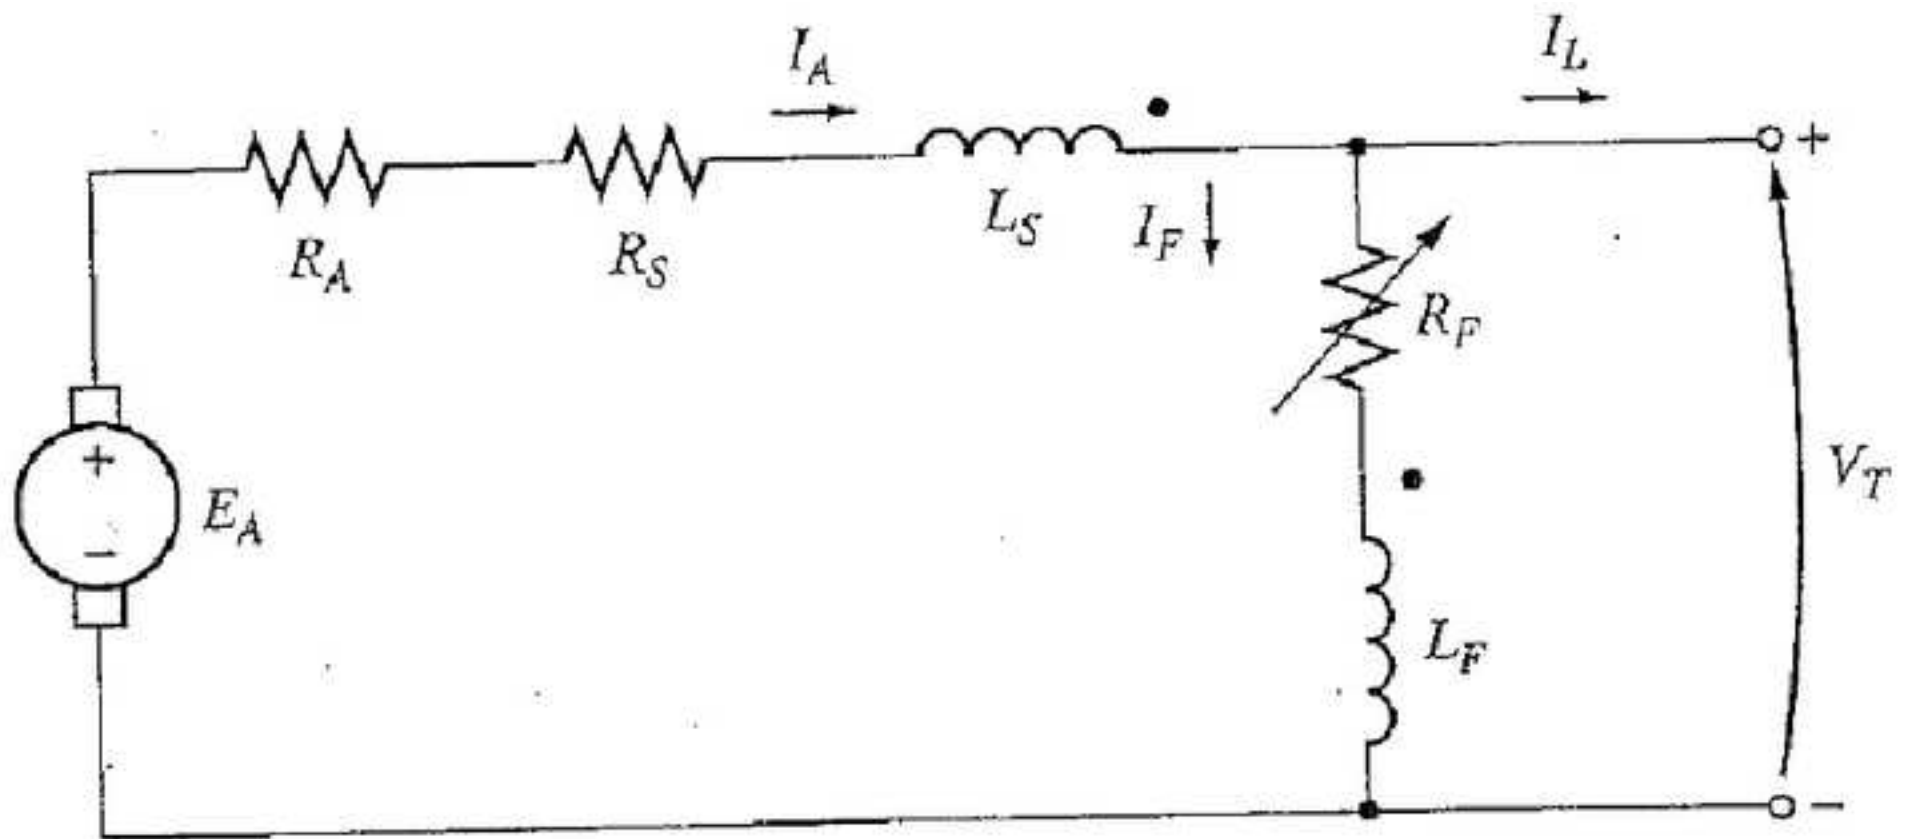 I_A
I_L
R_A
R_S
L_S
I_F
R_F
+
+
−
E_A
V_T
L_F
−